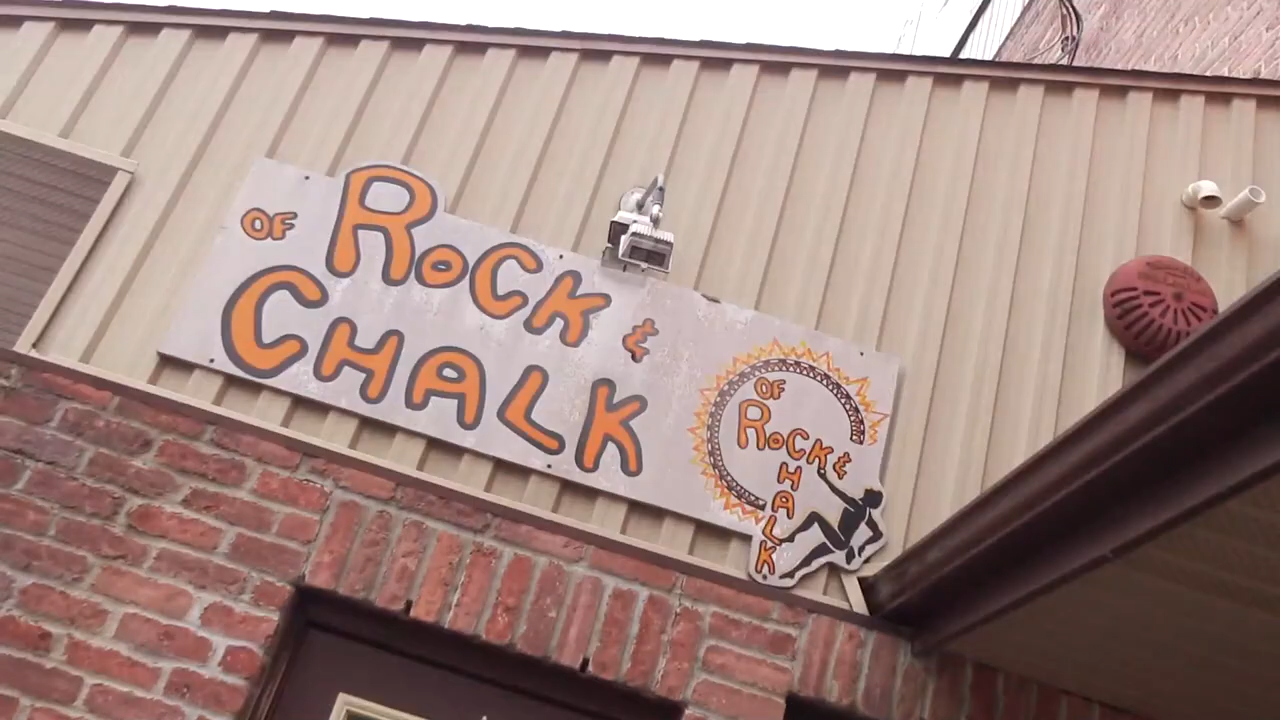 OF ROCK &
CHALK
OF
ROCK &
CHALK